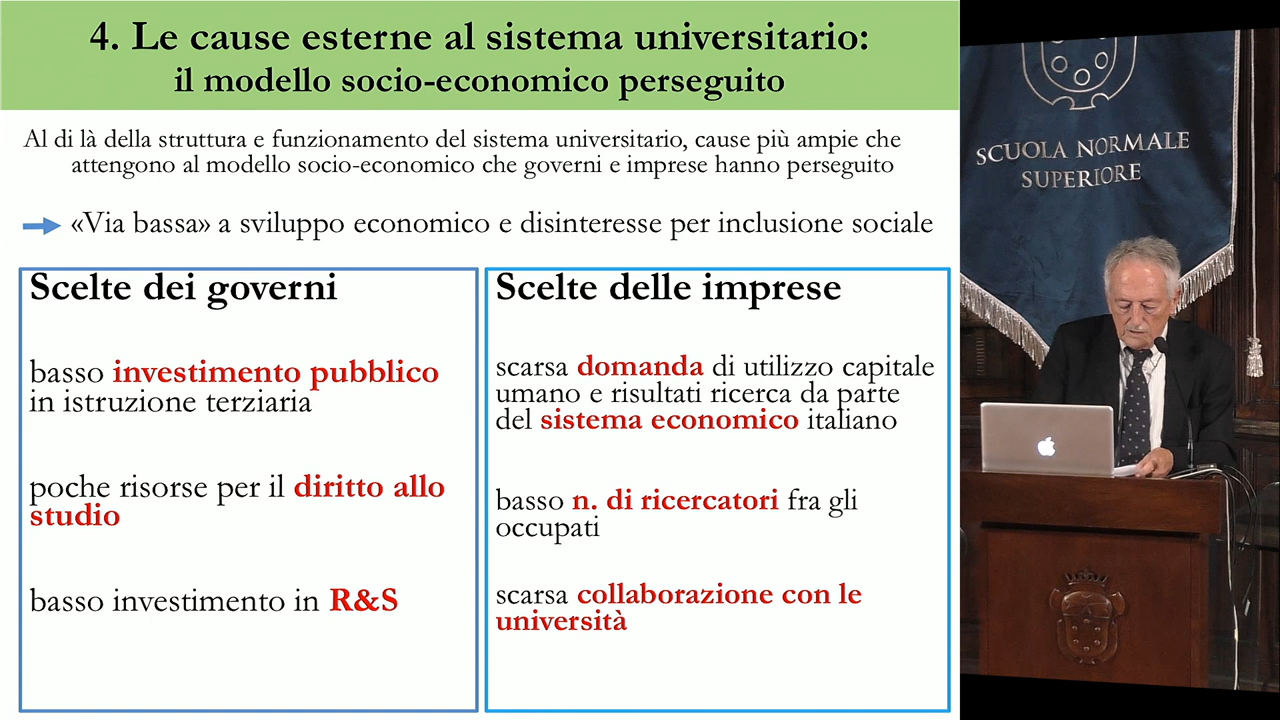 4. Le cause esterne al sistema universitario:
il modello socio-economico perseguito
Al di là della struttura e funzionamento del sistema universitario, cause più ampie che
attengono al modello socio-economico che governi e imprese hanno perseguito
«Via bassa» a sviluppo economico e disinteresse per inclusione sociale
Scelte dei governi
basso investimento pubblico
in istruzione terziaria
poche risorse per il diritto allo
studio
basso investimento in R&S
Scelte delle imprese
scarsa domanda di utilizzo capitale
umano e risultati ricerca da parte
del sistema economico italiano
basso n. di ricercatori fra gli
occupati
scarsa collaborazione con le
università
SCUOLA NORMALE
SUPERIORE